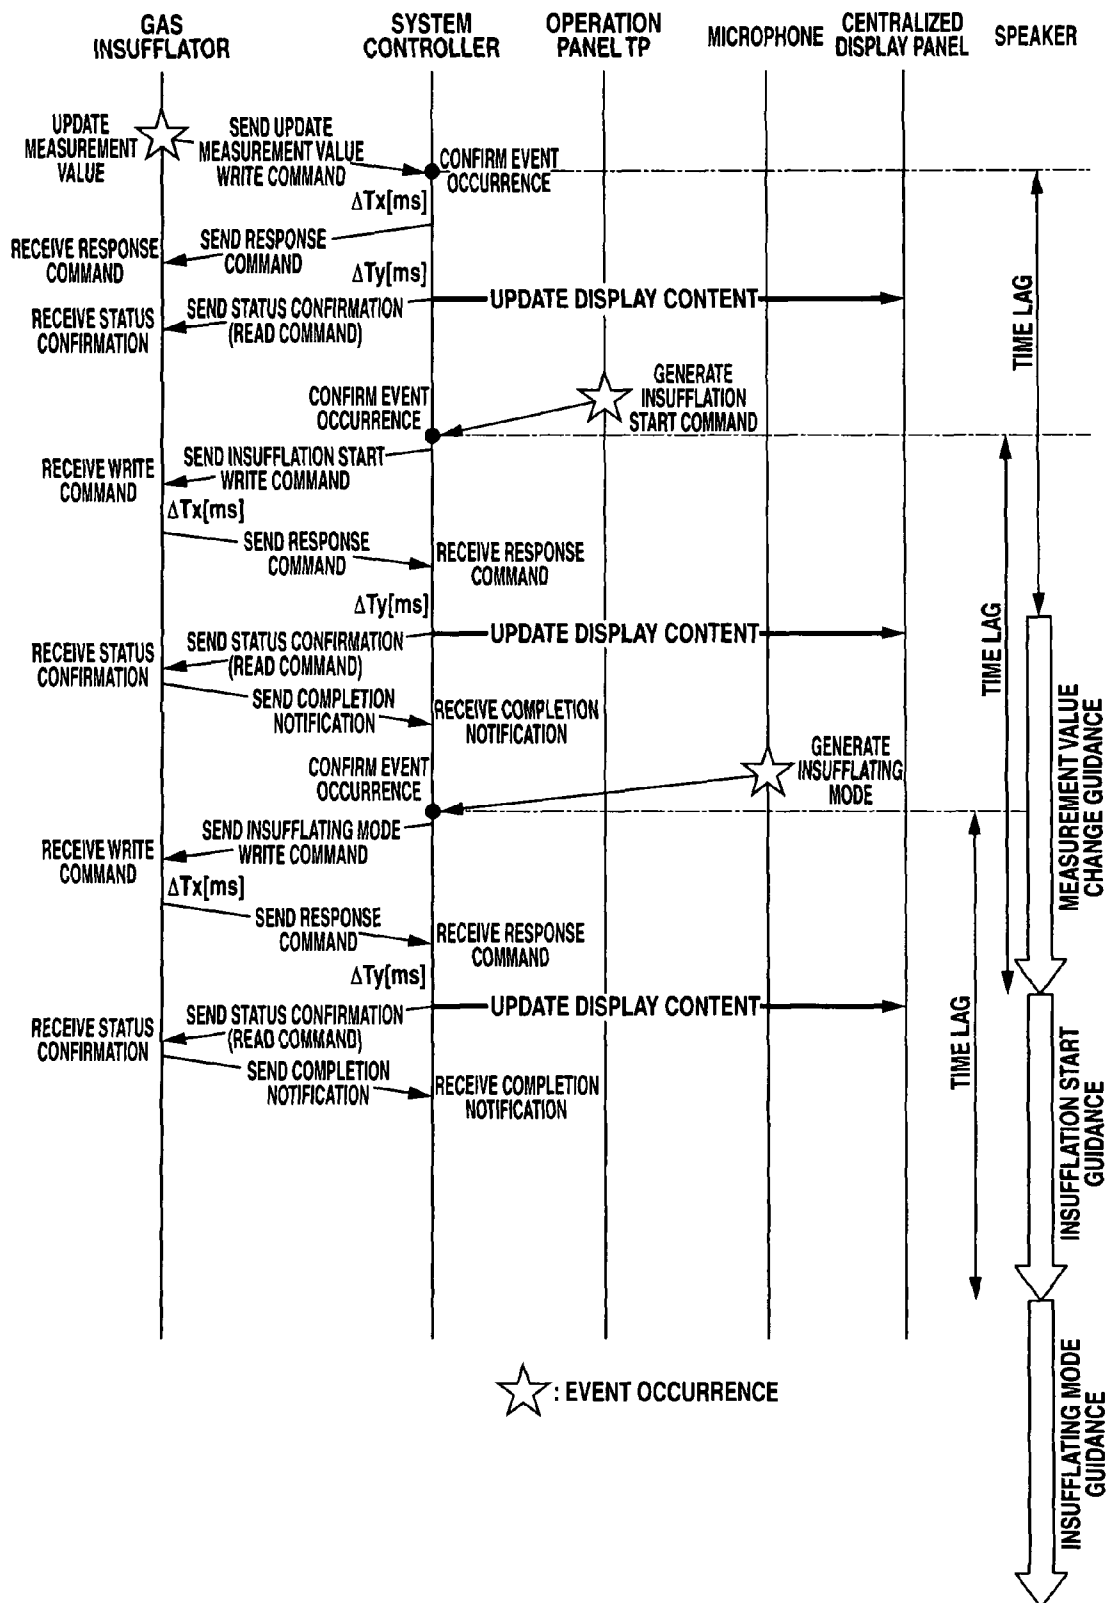 GAS
INSUFFLATOR
SYSTEM
CONTROLLER
OPERATION
PANEL TP
MICROPHONE
CENTRALIZED
DISPLAY PANEL
SPEAKER
UPDATE
MEASUREMENT
VALUE
SEND UPDATE
MEASUREMENT VALUE
WRITE COMMAND
CONFIRM EVENT
OCCURRENCE
ΔTx[ms]
RECEIVE RESPONSE
COMMAND
SEND RESPONSE
COMMAND
ΔTy[ms]
RECEIVE STATUS
CONFIRMATION
SEND STATUS CONFIRMATION
(READ COMMAND)
UPDATE DISPLAY CONTENT
TIME LAG
CONFIRM EVENT
OCCURRENCE
GENERATE
INSUFFLATION
START COMMAND
RECEIVE WRITE
COMMAND
SEND INSUFFLATION START
WRITE COMMAND
ΔTx[ms]
SEND RESPONSE
COMMAND
RECEIVE RESPONSE
COMMAND
ΔTy[ms]
RECEIVE STATUS
CONFIRMATION
SEND STATUS CONFIRMATION
(READ COMMAND)
UPDATE DISPLAY CONTENT
TIME LAG
SEND COMPLETION
NOTIFICATION
RECEIVE COMPLETION
NOTIFICATION
CONFIRM EVENT
OCCURRENCE
GENERATE
INSUFFLATING
MODE
MEASUREMENT VALUE
CHANGE GUIDANCE
RECEIVE WRITE
COMMAND
SEND INSUFFLATING MODE
WRITE COMMAND
ΔTx[ms]
SEND RESPONSE
COMMAND
RECEIVE RESPONSE
COMMAND
ΔTy[ms]
RECEIVE STATUS
CONFIRMATION
SEND STATUS CONFIRMATION
(READ COMMAND)
UPDATE DISPLAY CONTENT
TIME LAG
SEND COMPLETION
NOTIFICATION
RECEIVE COMPLETION
NOTIFICATION
INSUFFLATION START
GUIDANCE
: EVENT OCCURRENCE
INSUFFLATING MODE
GUIDANCE